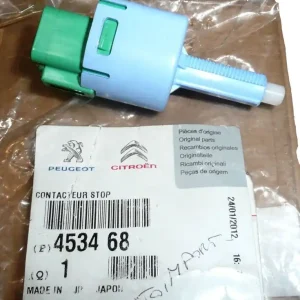 PEUGEOT CITROËN
Pièces d'origine
Original parts
Recambios originales
Originalteile
Ricambi originali
Peças de origem
CONTACTEUR STOP
24/01/2012
(P) 4534 68
(Q) 1 16:
MADE IN JAPON